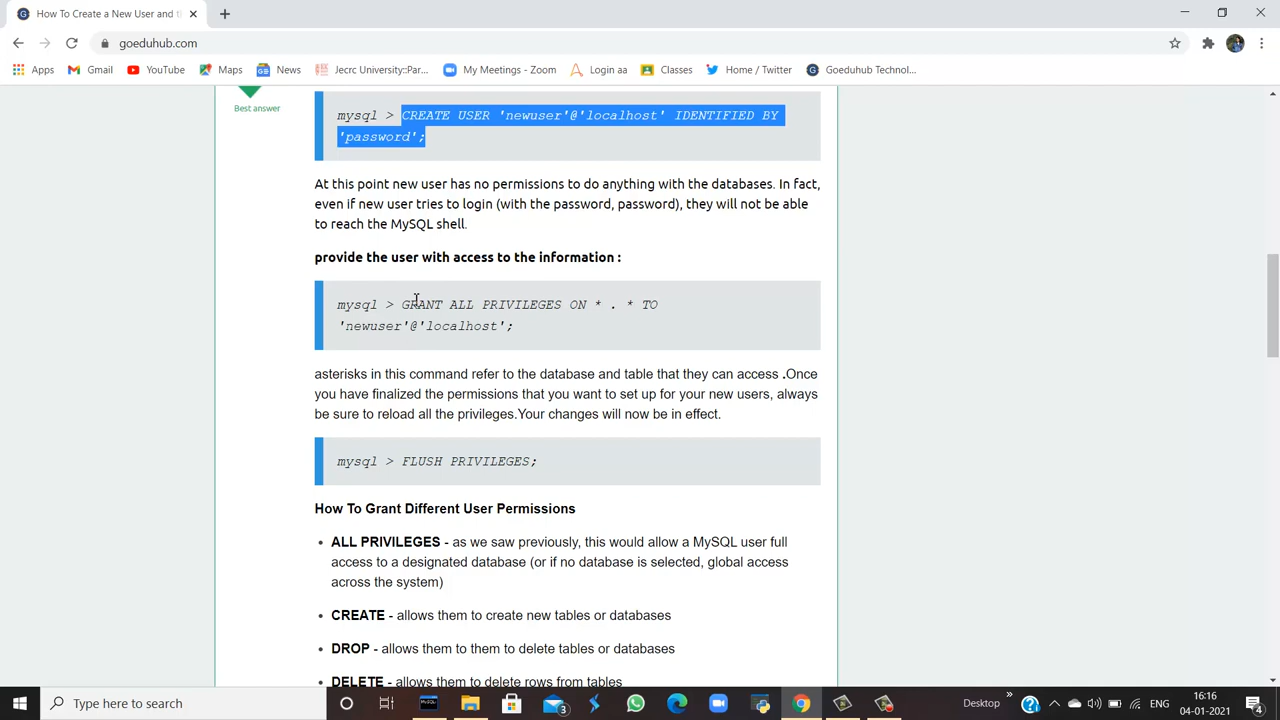 How To Create a New User and th
goeduhub.com
Apps
Gmail
YouTube
Maps
News
Jecrc University::Par...
My Meetings - Zoom
Login aa
Classes
Home / Twitter
Goeduhub Technol...
Best answer
mysql > CREATE USER 'newuser'@'localhost' IDENTIFIED BY
'password';
At this point new user has no permissions to do anything with the databases. In fact,
even if new user tries to login (with the password, password), they will not be able
to reach the MySQL shell.
provide the user with access to the information :
mysql > GRANT ALL PRIVILEGES ON * . * TO
'newuser'@'localhost';
asterisks in this command refer to the database and table that they can access .Once
you have finalized the permissions that you want to set up for your new users, always
be sure to reload all the privileges.Your changes will now be in effect.
mysql > FLUSH PRIVILEGES;
How To Grant Different User Permissions
• ALL PRIVILEGES - as we saw previously, this would allow a MySQL user full
access to a designated database (or if no database is selected, global access
across the system)
• CREATE - allows them to create new tables or databases
• DROP - allows them to them to delete tables or databases
• DELETE - allows them to delete rows from tables
Type here to search
3
Desktop
»
ENG
16:16
04-01-2021
4